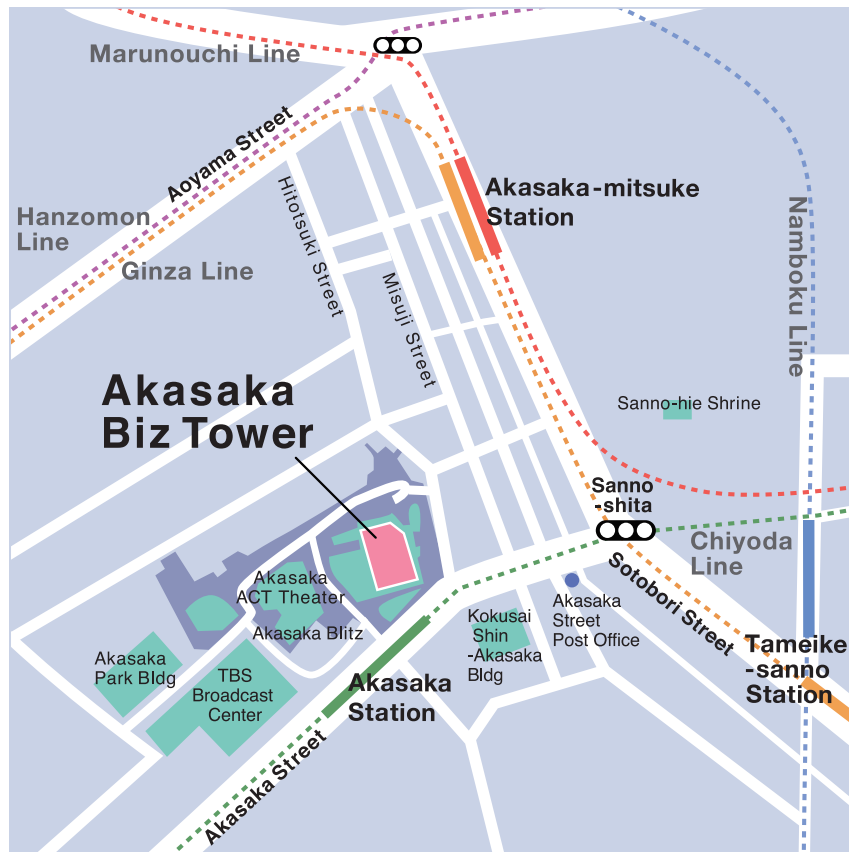 Marunouchi Line
Aoyama Street
Akasaka-mitsuke
Station
Hanzomon
Line
Ginza Line
Hitotsuki Street
Misuji Street
Namboku Line
Akasaka
Biz Tower
Sanno-hie Shrine
Sanno
-shita
Chiyoda
Line
Sotobori Street
Akasaka
ACT Theater
Akasaka Blitz
Kokusai
Shin
-Akasaka
Bldg
Akasaka
Street
Post Office
Tameike
-sanno
Station
Akasaka
Park Bldg
TBS
Broadcast
Center
Akasaka
Station
Akasaka Street